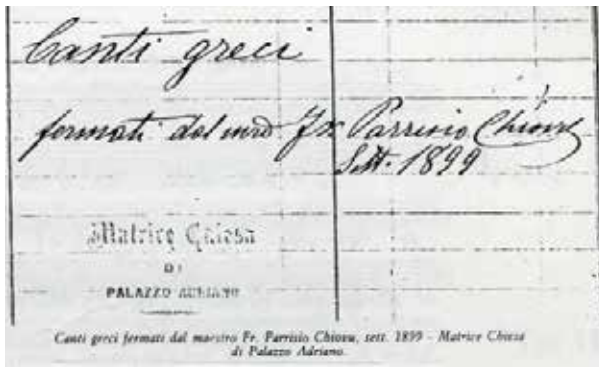 Canti greci
formati dal mro Fr. Parrisio Chiovu
Sett. 1899
Matrice Chiesa
DI
PALAZZO ADRIANO
Canti greci fermati dal maestro Fr. Parrisio Chiovu, sett. 1899 - Matrice Chiesa
di Palazzo Adriano.